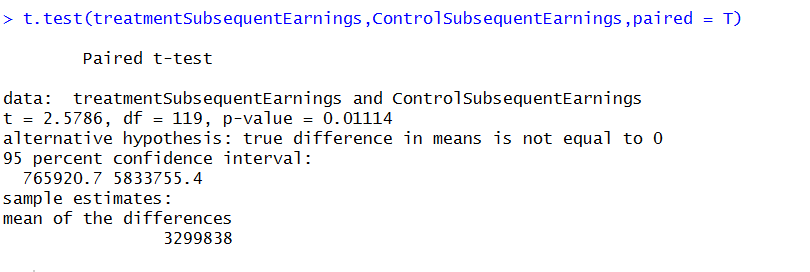 > t.test(treatmentSubsequentEarnings,ControlSubsequentEarnings,paired = T)
Paired t-test
data:  treatmentSubsequentEarnings and ControlSubsequentEarnings
t = 2.5786, df = 119, p-value = 0.01114
alternative hypothesis: true difference in means is not equal to 0
95 percent confidence interval:
765920.7 5833755.4
sample estimates:
mean of the differences
3299838